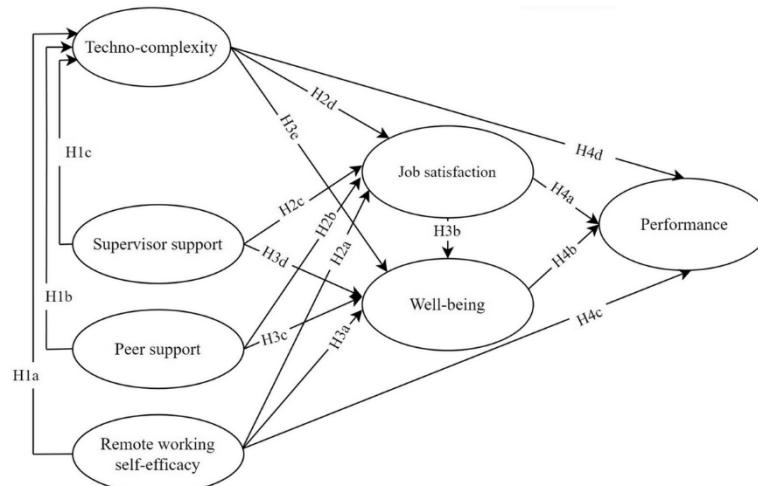 Techno-complexity
H2d
H3e
H1c
H4d
Job satisfaction
H2c
H2b
H4a
Supervisor support
H2a
H3b
Performance
H3d
H4b
H1b
Well-being
Peer support
H3c
H3a
H4c
H1a
Remote working
self-efficacy